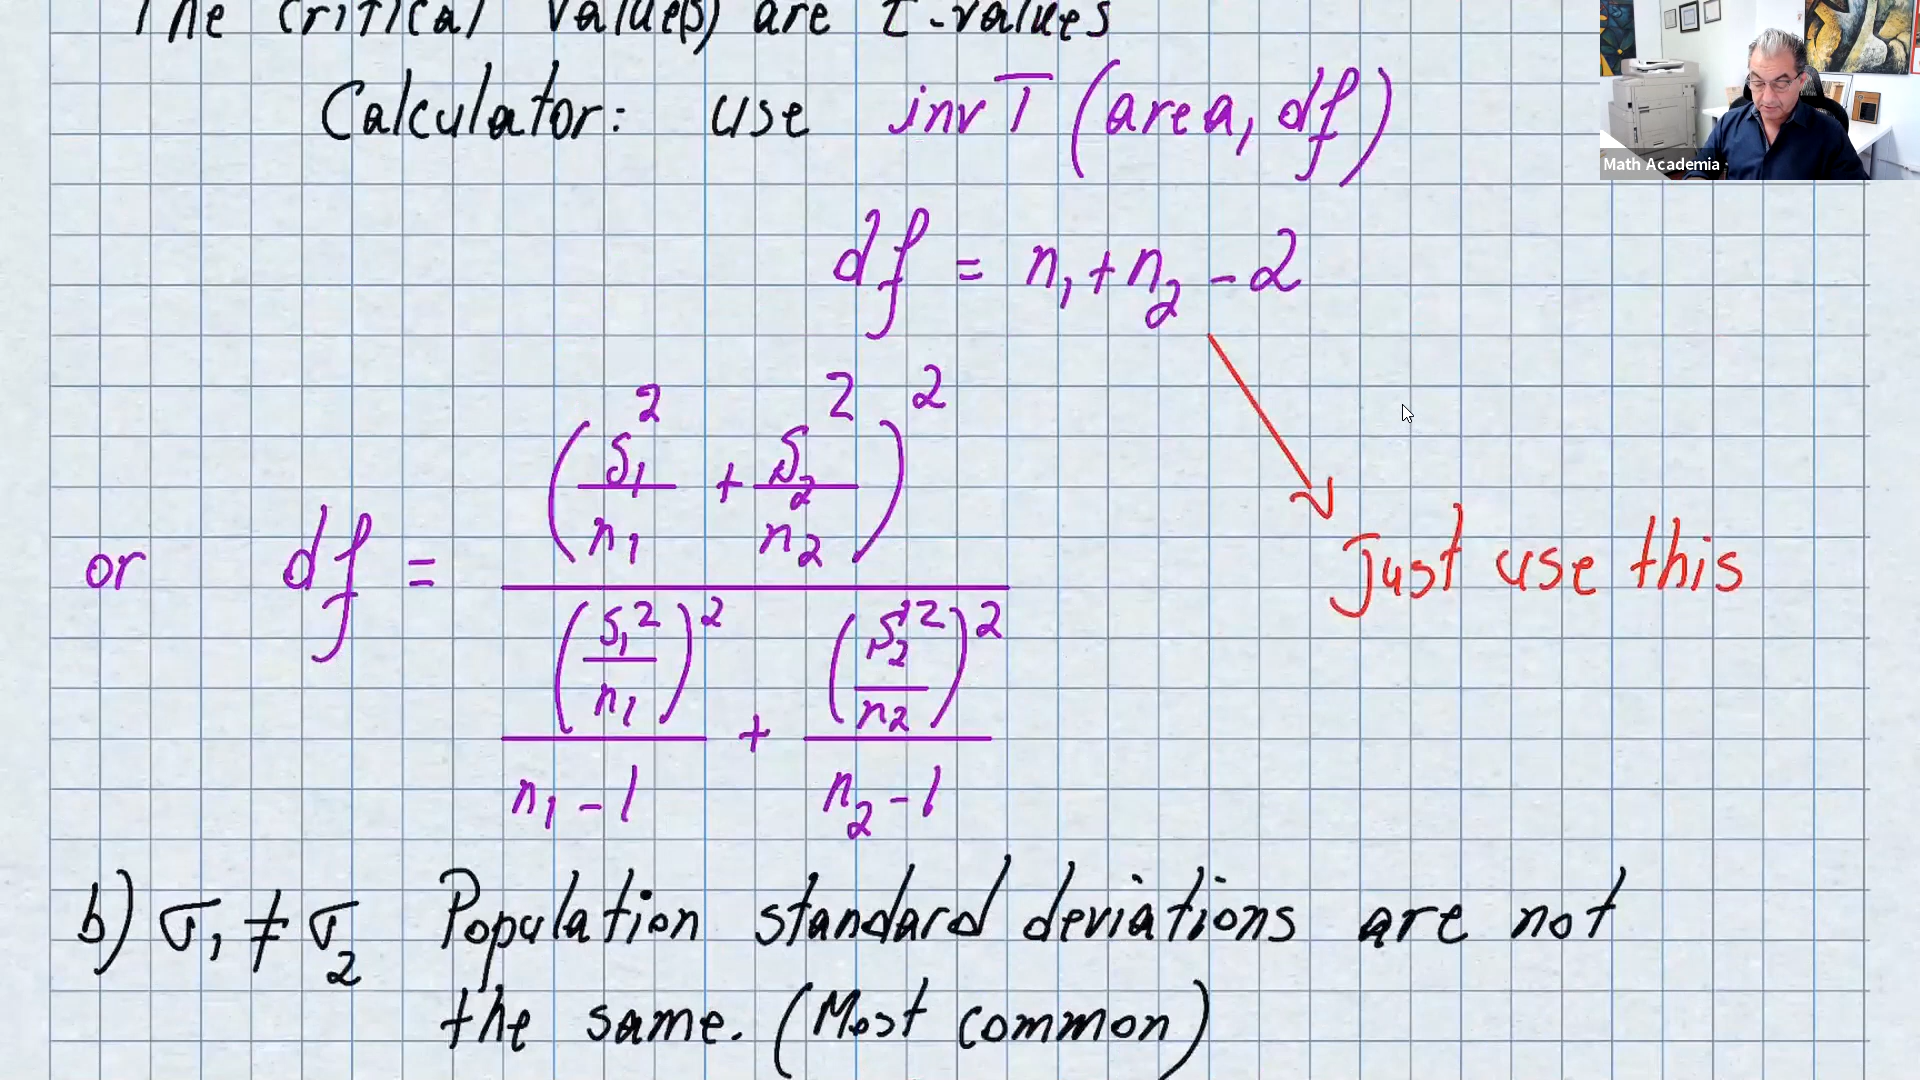 The critical value(s) are t-values
Calculator: use invT (area, df)
Math Academia
df = n₁ + n₂ - 2
or df = (s₁²/n₁ + s₂²/n₂)² / ((s₁²/n₁)²/(n₁-1) + (s₂²/n₂)²/(n₂-1))
Just use this
b) σ₁ ≠ σ₂ Population standard deviations are not
the same. (Most common)